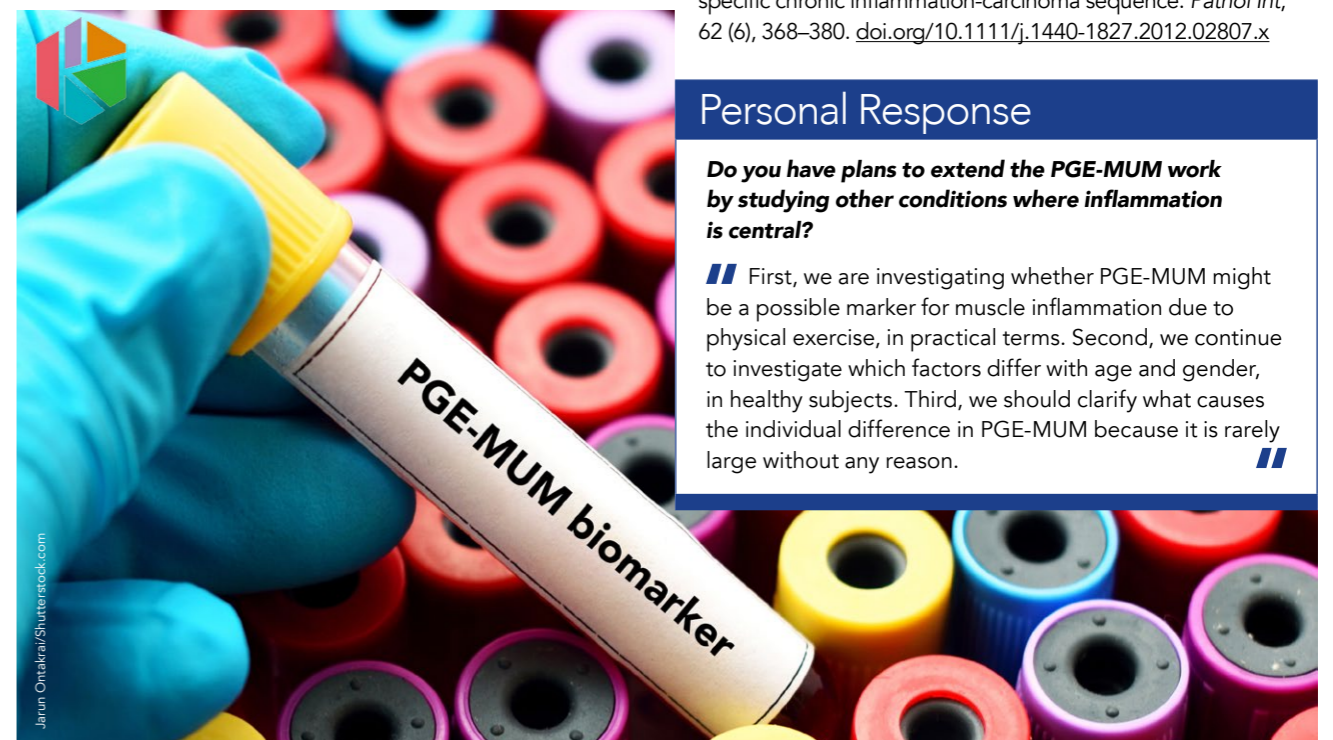 specific chronic inflammation-carcinoma sequence. Pathol Int,
62 (6), 368–380. doi.org/10.1111/j.1440-1827.2012.02807.x
Personal Response
Do you have plans to extend the PGE-MUM work
by studying other conditions where inflammation
is central?
First, we are investigating whether PGE-MUM might
be a possible marker for muscle inflammation due to
physical exercise, in practical terms. Second, we continue
to investigate which factors differ with age and gender,
in healthy subjects. Third, we should clarify what causes
the individual difference in PGE-MUM because it is rarely
large without any reason.
PGE-MUM biomarker
Jarun Ontakrai/Shutterstock.com